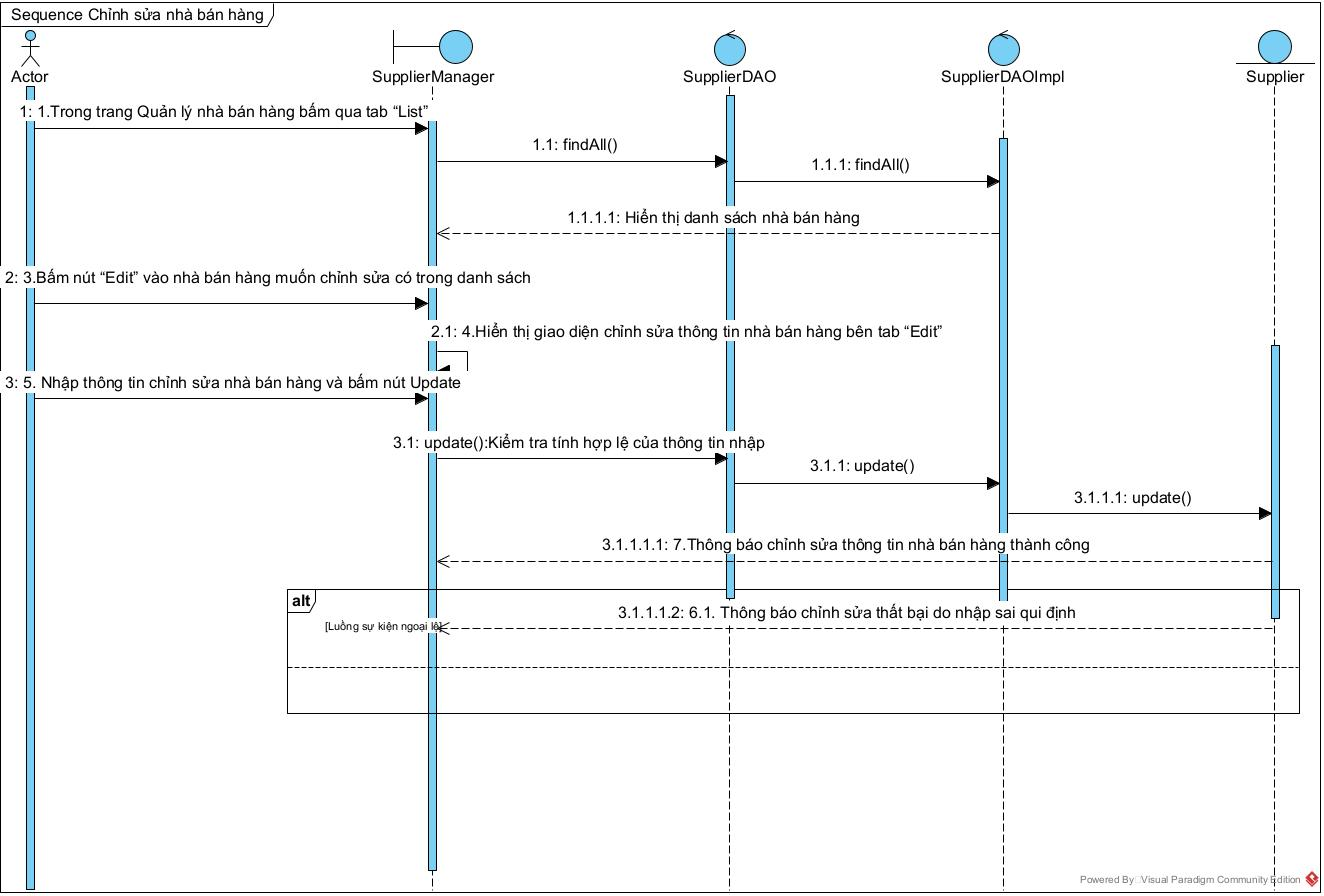 Sequence Chỉnh sửa nhà bán hàng
Actor
SupplierManager
SupplierDAO
SupplierDAOImpl
Supplier
1: 1.Trong trang Quản lý nhà bán hàng bấm qua tab “List”
1.1: findAll()
1.1.1: findAll()
1.1.1.1: Hiển thị danh sách nhà bán hàng
2: 3.Bấm nút “Edit” vào nhà bán hàng muốn chỉnh sửa có trong danh sách
2.1: 4.Hiển thị giao diện chỉnh sửa thông tin nhà bán hàng bên tab “Edit”
3: 5. Nhập thông tin chỉnh sửa nhà bán hàng và bấm nút Update
3.1: update():Kiểm tra tính hợp lệ của thông tin nhập
3.1.1: update()
3.1.1.1: update()
3.1.1.1.1: 7.Thông báo chỉnh sửa thông tin nhà bán hàng thành công
alt
3.1.1.1.2: 6.1. Thông báo chỉnh sửa thất bại do nhập sai qui định
[Luồng sự kiện ngoại lệ]
Powered By Visual Paradigm Community Edition